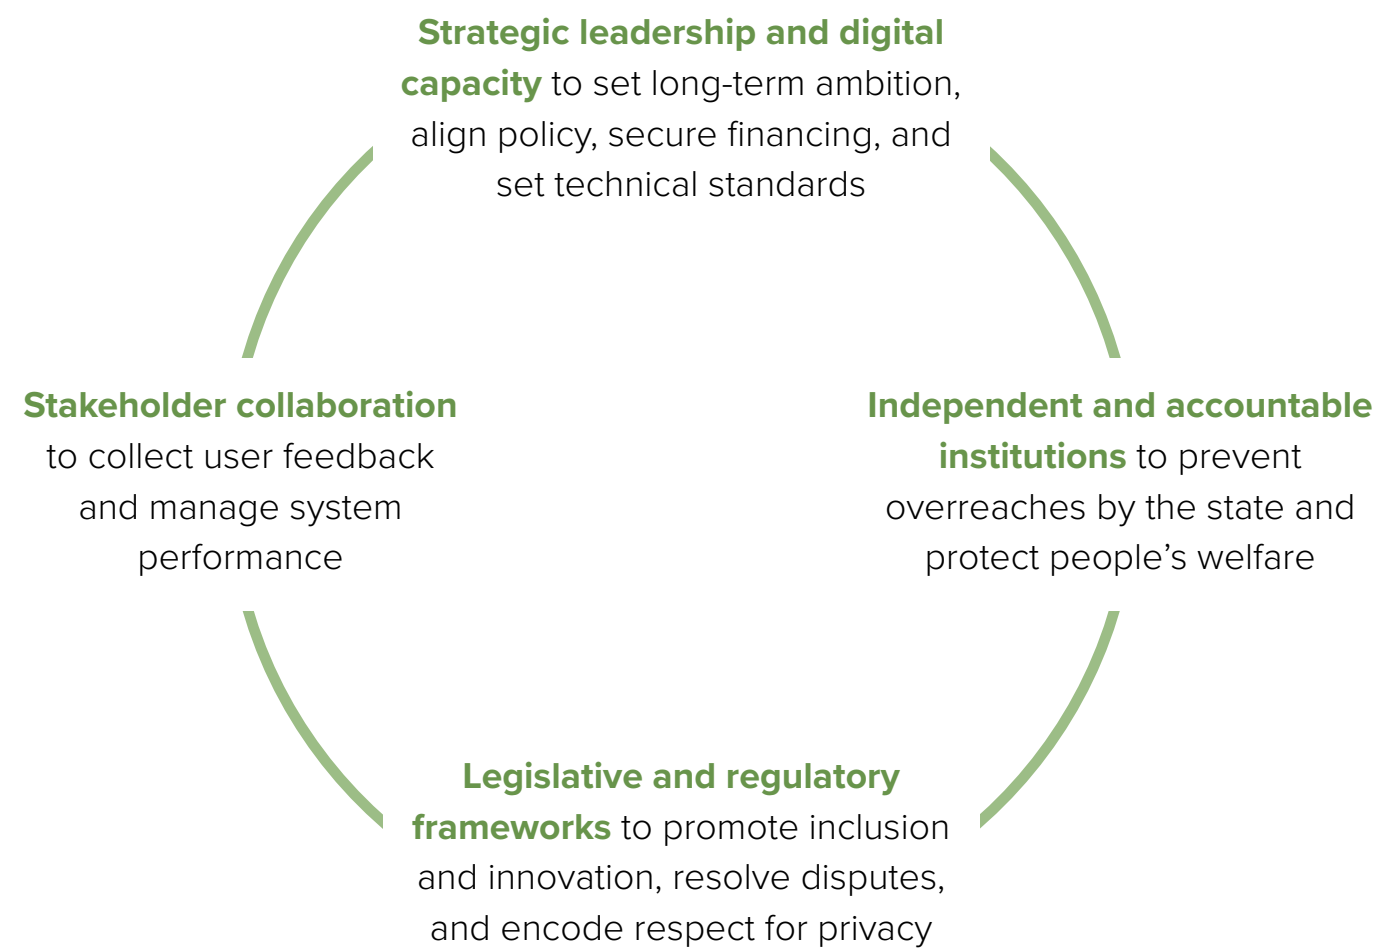 Strategic leadership and digital
capacity to set long-term ambition,
align policy, secure financing, and
set technical standards
Stakeholder collaboration
to collect user feedback
and manage system
performance
Independent and accountable
institutions to prevent
overreaches by the state and
protect people’s welfare
Legislative and regulatory
frameworks to promote inclusion
and innovation, resolve disputes,
and encode respect for privacy